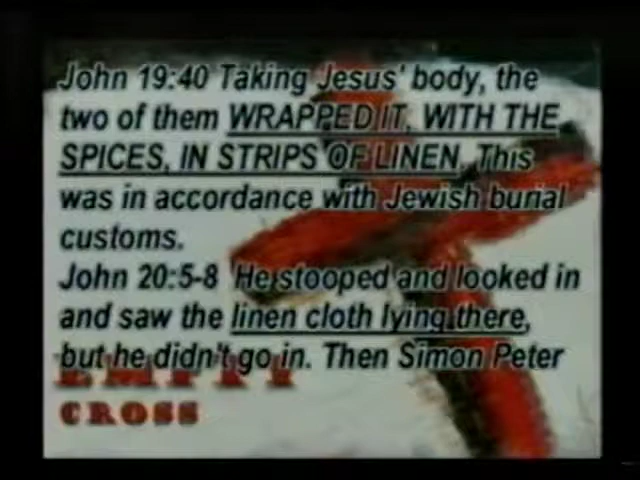 John 19:40 Taking Jesus' body, the
two of them WRAPPED IT, WITH THE
SPICES, IN STRIPS OF LINEN. This
was in accordance with Jewish burial
customs.
John 20:5-8 He stooped and looked in
and saw the linen cloth lying there,
but he didn't go in. Then Simon Peter
EMPTY
CROSS